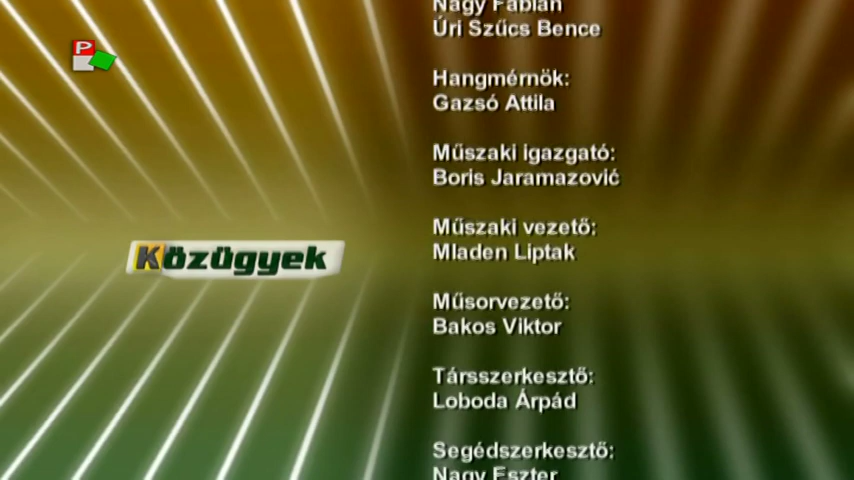 P
Nagy Fábián
Úri Szűcs Bence
Hangmérnök:
Gazsó Attila
Műszaki igazgató:
Boris Jaramazović
Műszaki vezető:
Mladen Liptak
Közügyek
Műsorvezető:
Bakos Viktor
Társszerkesztő:
Loboda Árpád
Segédszerkesztő:
Nagy Eszter